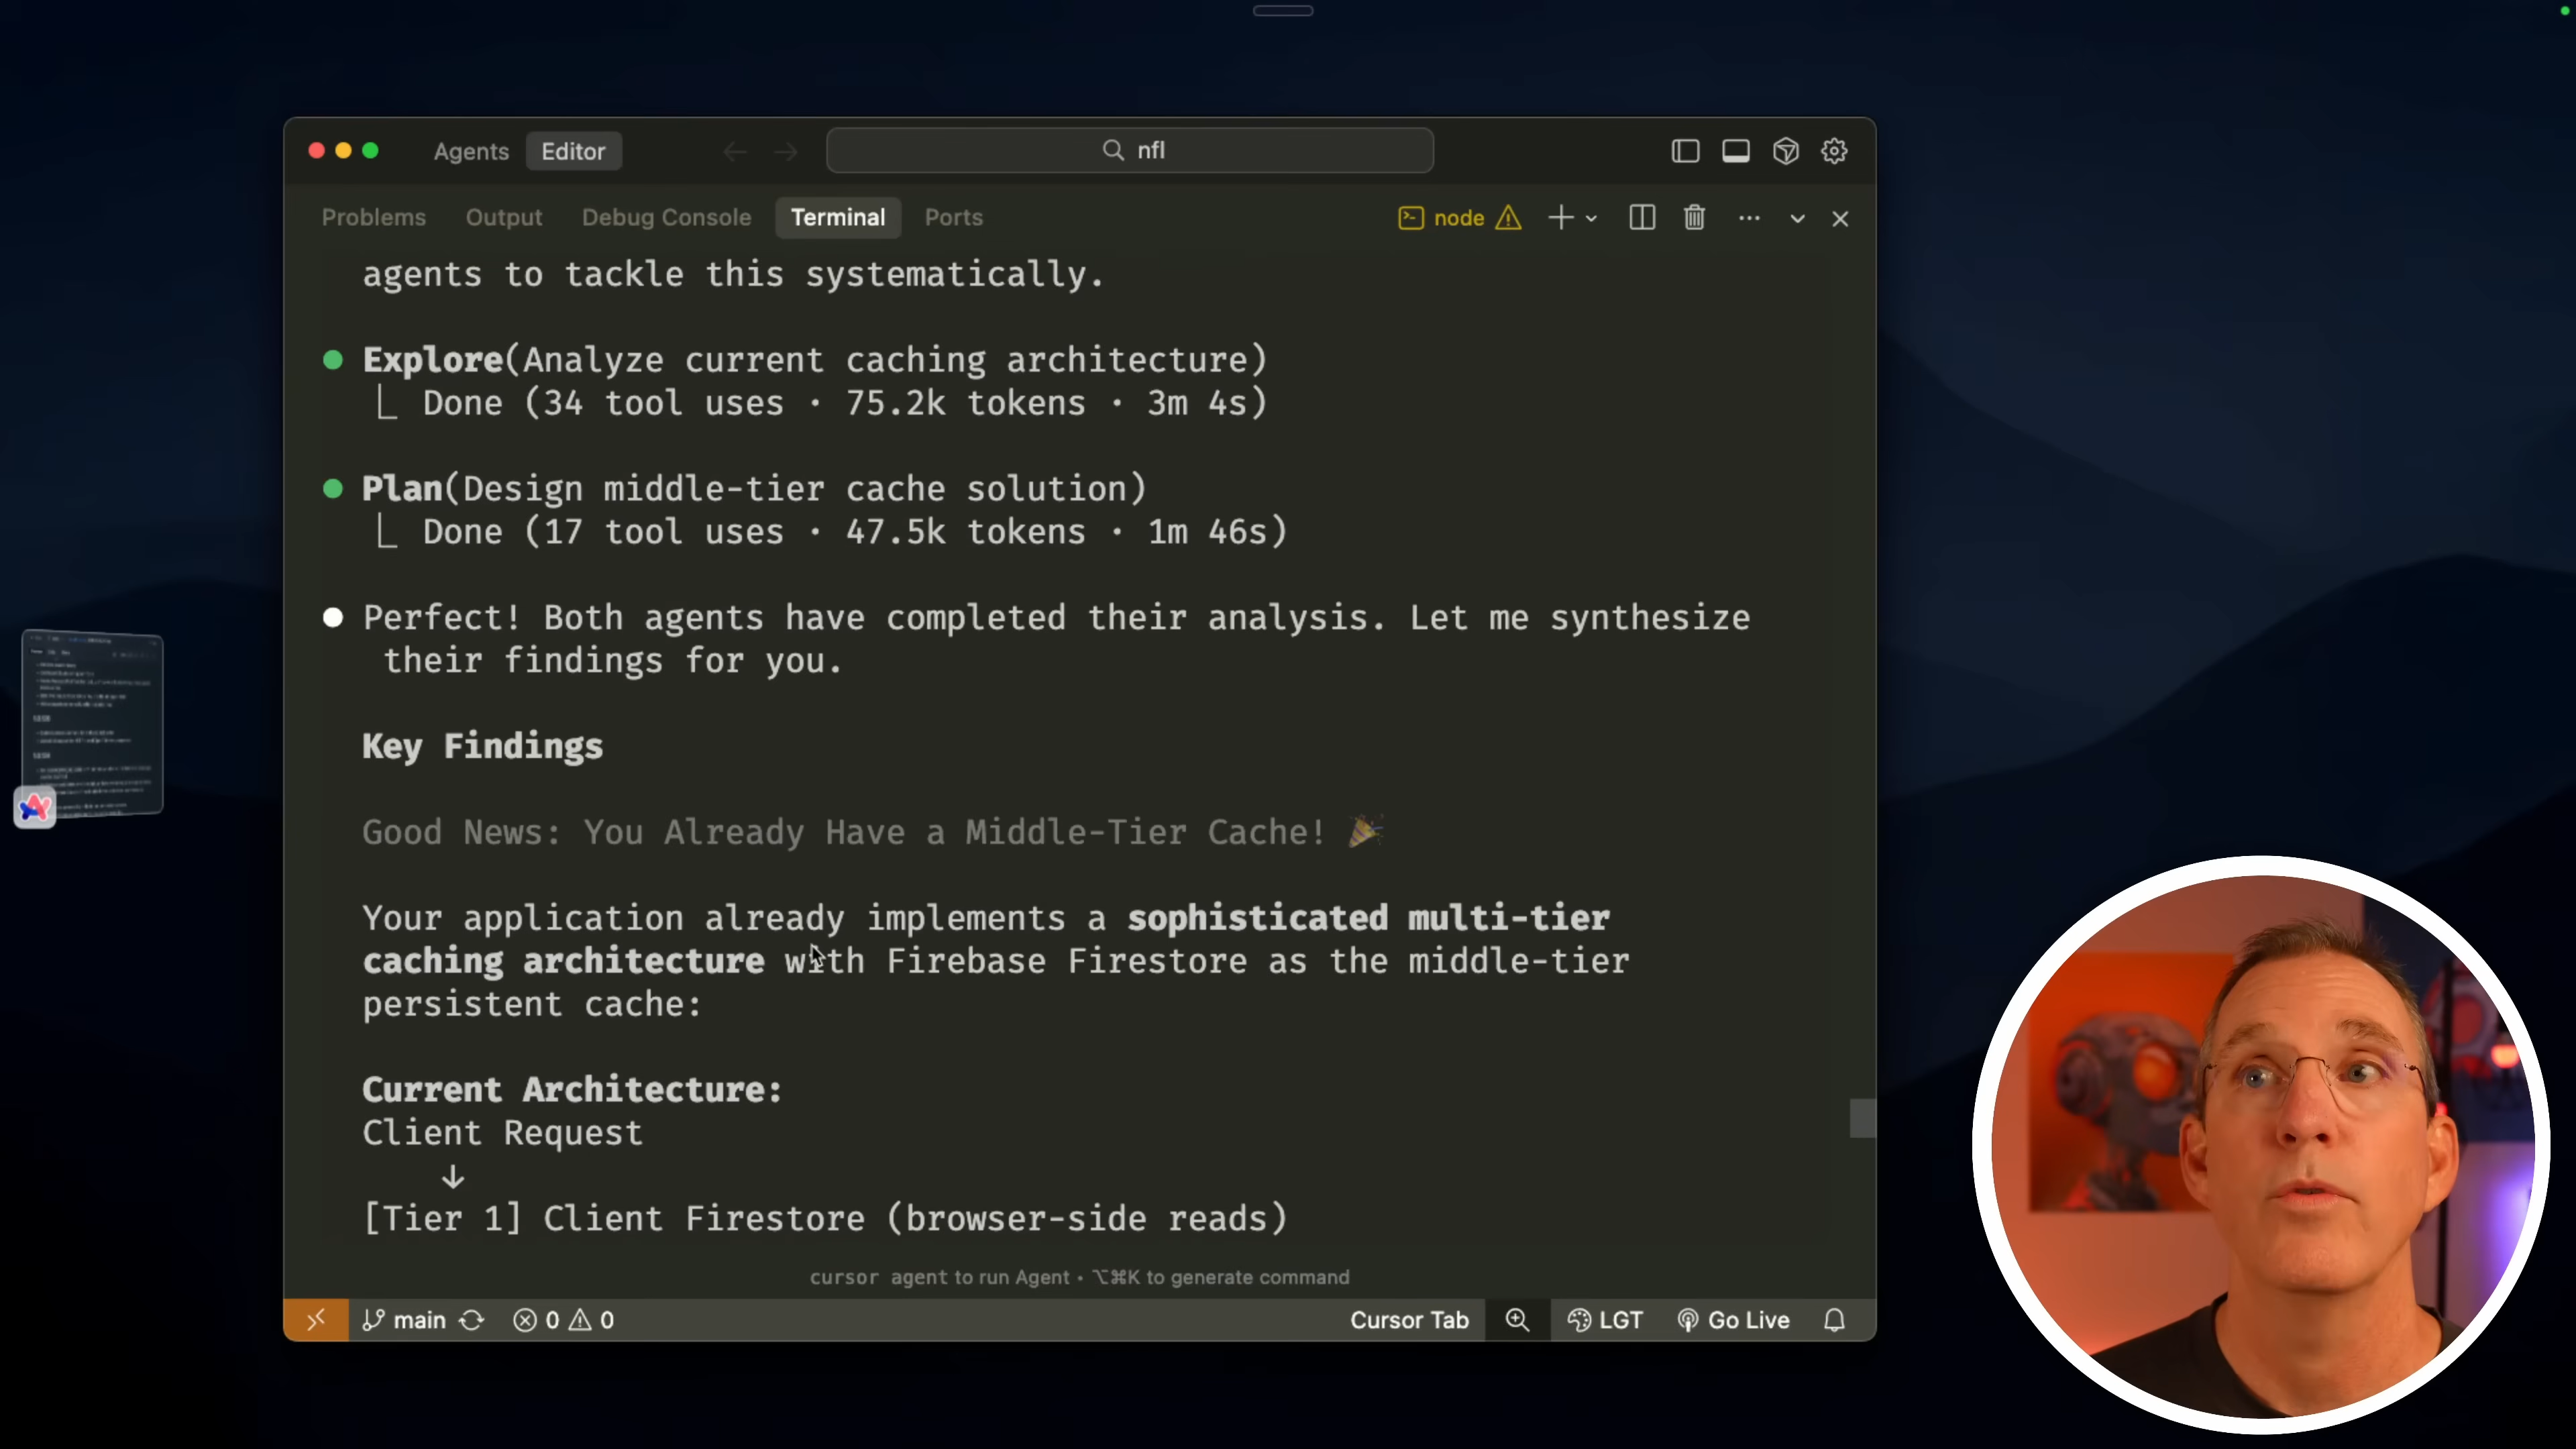 Agents Editor nfl
Problems Output Debug Console Terminal Ports node
agents to tackle this systematically.
Explore(Analyze current caching architecture)
Done (34 tool uses · 75.2k tokens · 3m 4s)
Plan(Design middle-tier cache solution)
Done (17 tool uses · 47.5k tokens · 1m 46s)
Perfect! Both agents have completed their analysis. Let me synthesize
their findings for you.
Key Findings
Good News: You Already Have a Middle-Tier Cache! 🎉
Your application already implements a sophisticated multi-tier
caching architecture with Firebase Firestore as the middle-tier
persistent cache:
Current Architecture:
Client Request
↓
[Tier 1] Client Firestore (browser-side reads)
cursor agent to run Agent • ⌥⌘K to generate command
main 0 0 Cursor Tab LGT Go Live